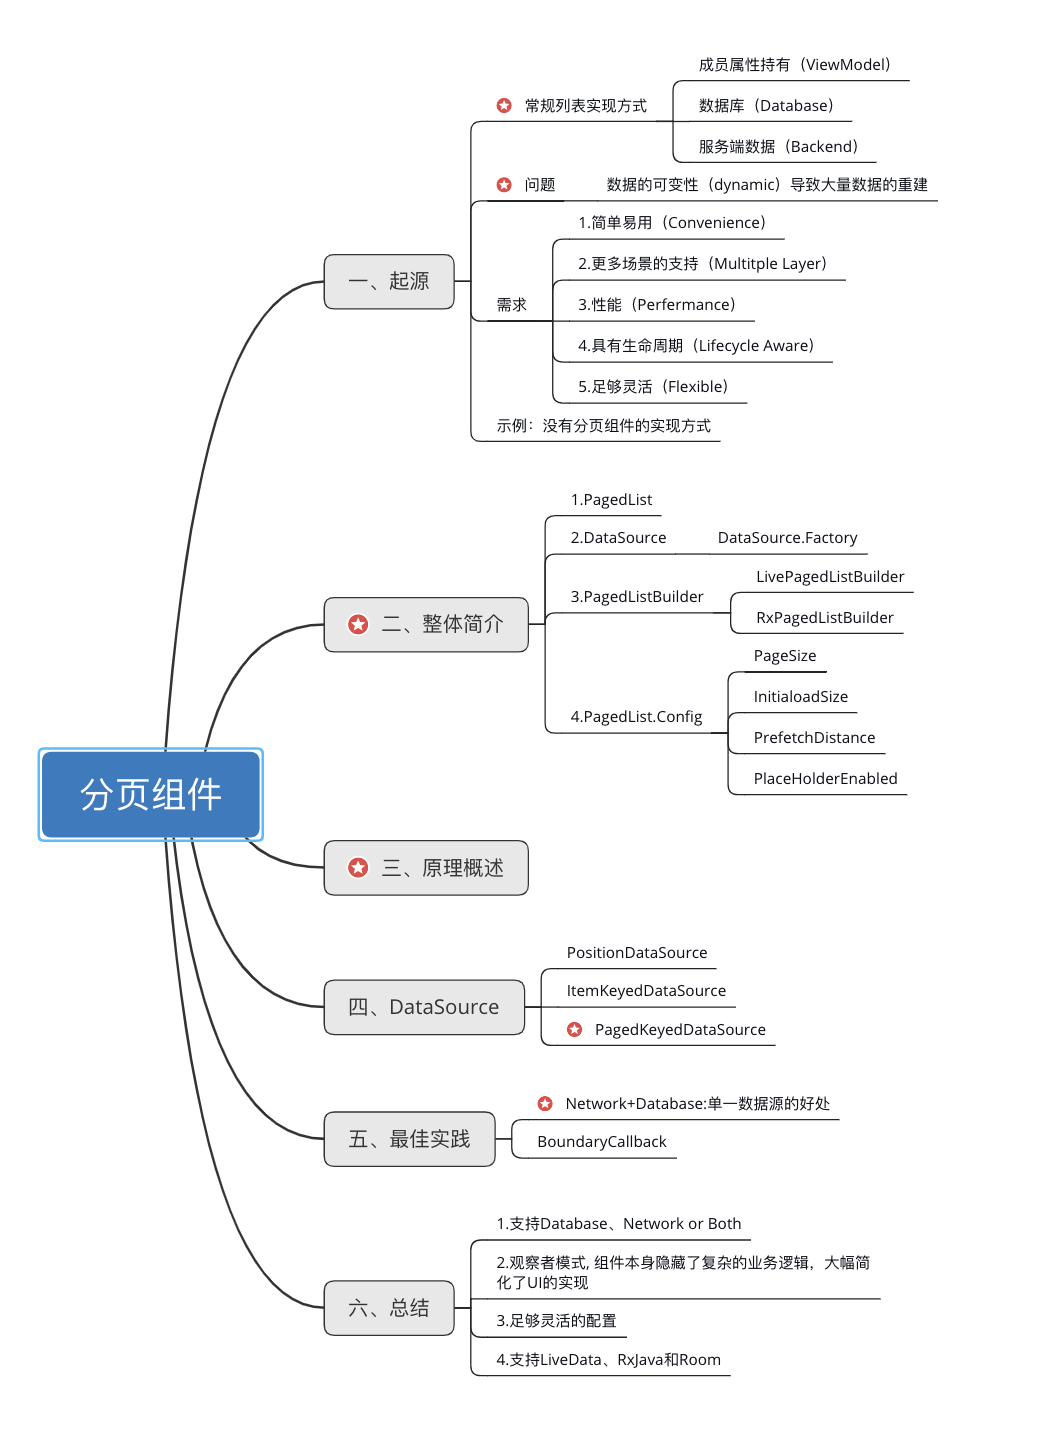 分页组件
一、起源
常规列表实现方式
成员属性持有（ViewModel）
数据库（Database）
服务端数据（Backend）
问题
数据的可变性（dynamic）导致大量数据的重建
需求
1.简单易用（Convenience）
2.更多场景的支持（Multitple Layer）
3.性能（Perfermance）
4.具有生命周期（Lifecycle Aware）
5.足够灵活（Flexible）
示例：没有分页组件的实现方式
二、整体简介
1.PagedList
2.DataSource
DataSource.Factory
3.PagedListBuilder
LivePagedListBuilder
RxPagedListBuilder
4.PagedList.Config
PageSize
InitialoadSize
PrefetchDistance
PlaceHolderEnabled
三、原理概述
四、DataSource
PositionDataSource
ItemKeyedDataSource
PagedKeyedDataSource
五、最佳实践
Network+Database:单一数据源的好处
BoundaryCallback
六、总结
1.支持Database、Network or Both
2.观察者模式, 组件本身隐藏了复杂的业务逻辑，大幅简
化了UI的实现
3.足够灵活的配置
4.支持LiveData、RxJava和Room